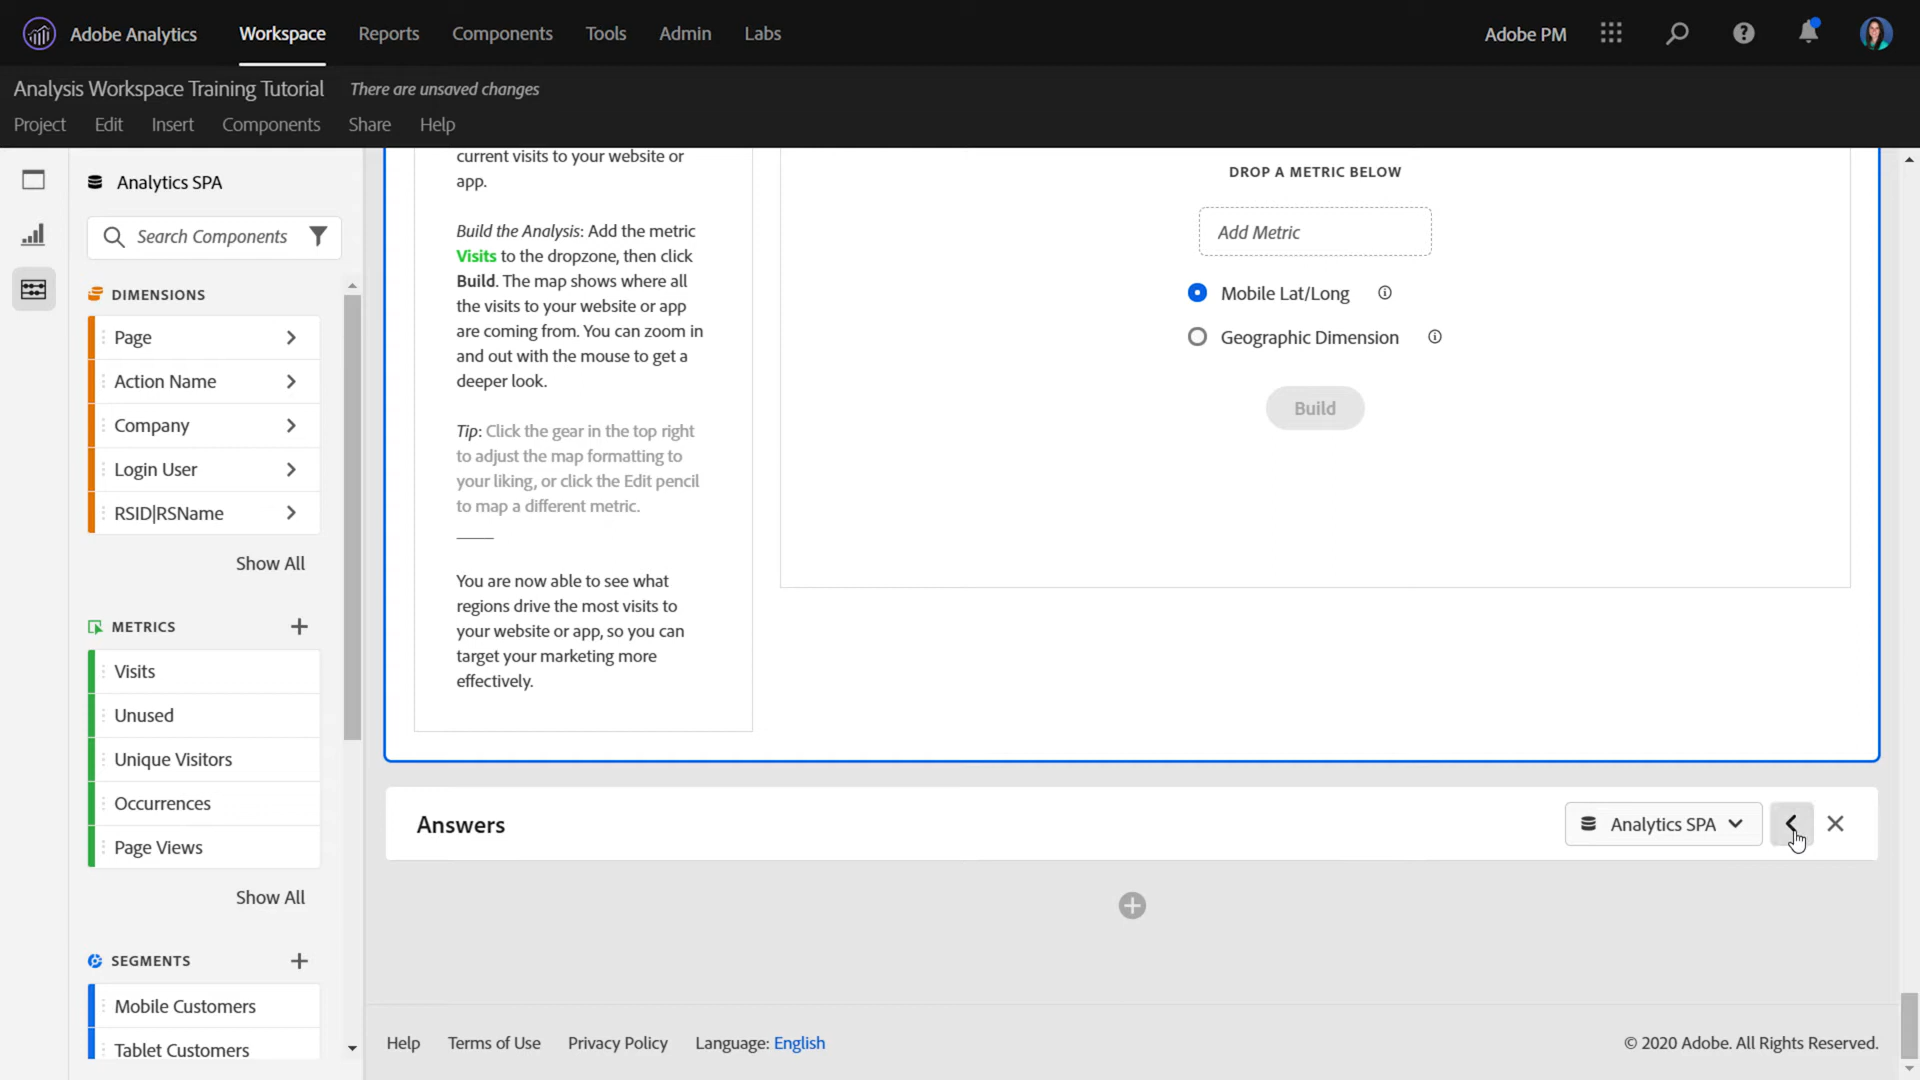 Adobe Analytics
Workspace
Reports
Components
Tools
Admin
Labs
Adobe PM
Analysis Workspace Training Tutorial
There are unsaved changes
Project
Edit
Insert
Components
Share
Help
Analytics SPA
Search Components
DIMENSIONS
Page
Action Name
Company
Login User
RSID|RSName
Show All
METRICS
Visits
Unused
Unique Visitors
Occurrences
Page Views
Show All
SEGMENTS
Mobile Customers
Tablet Customers
current visits to your website or
app.
Build the Analysis: Add the metric
Visits to the dropzone, then click
Build. The map shows where all
the visits to your website or app
are coming from. You can zoom in
and out with the mouse to get a
deeper look.
Tip: Click the gear in the top right
to adjust the map formatting to
your liking, or click the Edit pencil
to map a different metric.
You are now able to see what
regions drive the most visits to
your website or app, so you can
target your marketing more
effectively.
DROP A METRIC BELOW
Add Metric
Mobile Lat/Long
Geographic Dimension
Build
Answers
Analytics SPA
Help
Terms of Use
Privacy Policy
Language: English
© 2020 Adobe. All Rights Reserved.